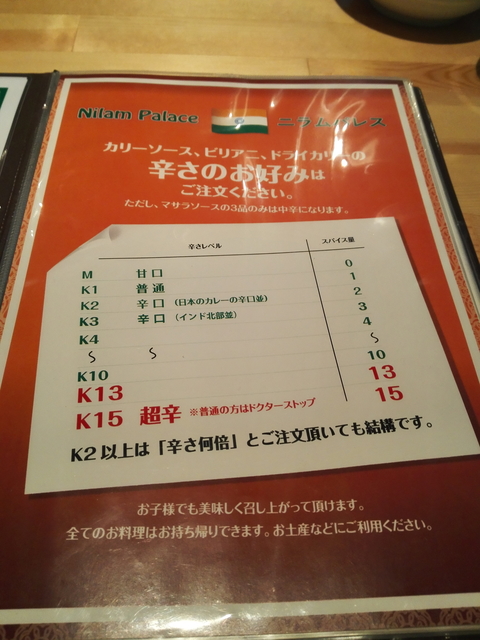 Nilam Palace ニラムパレス
カリーソース、ビリアニ、ドライカリーの
辛さのお好みは
ご注文ください。
ただし、マサラソースの3品のみは中辛になります。
辛さレベル スパイス量
M 甘口 0
K1 普通 1
K2 辛口 (日本のカレーの辛口並) 2
K3 辛口 (インド北部並) 3
K4 4
〜 〜 〜
K10 10
K13 13
K15 超辛 ※普通の方はドクターストップ 15
K2以上は「辛さ何倍」とご注文頂いても結構です。
お子様でも美味しく召し上がって頂けます。
全てのお料理はお持ち帰りできます。お土産などにご利用ください。